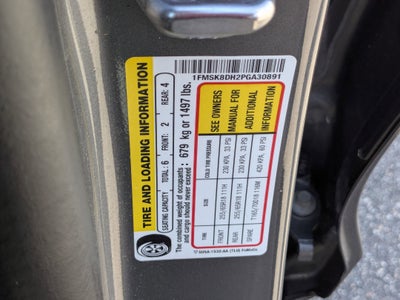 1FMSK8DH2PGA30891
TIRE AND LOADING INFORMATION
SEATING CAPACITY TOTAL: 6 FRONT: 2 REAR: 4
The combined weight of occupants and cargo should never exceed : 679 kg or 1497 lbs.
SEE OWNERS
MANUAL FOR
ADDITIONAL
INFORMATION
TIRE SIZE COLD TIRE PRESSURE
FRONT 255/65R18 111H 230 KPA, 33 PSI
REAR 255/65R18 111H 230 KPA, 33 PSI
SPARE 420 KPA, 60 PSI